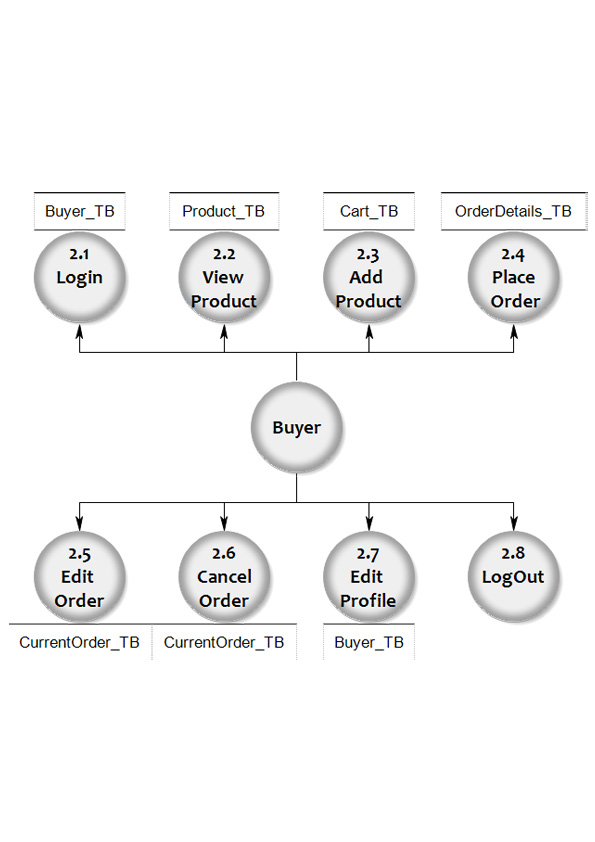 Buyer_TB
Product_TB
Cart_TB
OrderDetails_TB
2.1
Login
2.2
View
Product
2.3
Add
Product
2.4
Place
Order
Buyer
2.5
Edit
Order
2.6
Cancel
Order
2.7
Edit
Profile
2.8
LogOut
CurrentOrder_TB
CurrentOrder_TB
Buyer_TB